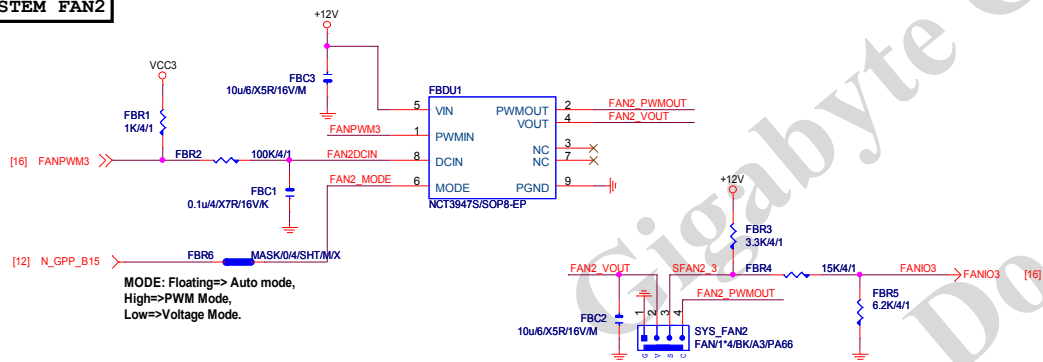 SYSTEM FAN2
+12V
VCC3
FBC3
10u/6/X5R/16V/M
FBDU1
FBR1
1K/4/1
5 VIN PWMOUT 2 FAN2_PWMOUT
VOUT 4 FAN2_VOUT
FANPWM3 1 PWMIN
NC 3
[16] FANPWM3 FBR2 100K/4/1 FAN2DCIN 8 DCIN NC 7
FAN2_MODE 6 MODE PGND 9
FBC1
0.1u/4/X7R/16V/K
NCT3947S/SOP8-EP
+12V
FBR3
3.3K/4/1
[12] N_GPP_B15 FBR6 MASK/0/4/SHT/M/X
FAN2_VOUT SFAN2_3 FBR4 15K/4/1 FANIO3 FANIO3 [16]
MODE: Floating=> Auto mode,
High=>PWM Mode,
Low=>Voltage Mode.
FAN2_PWMOUT
FBR5
6.2K/4/1
FBC2
10u/6/X5R/16V/M
1 2 3 4
SYS_FAN2
FAN/1*4/BK/A3/PA66
G V S C
Gigabyte
Do